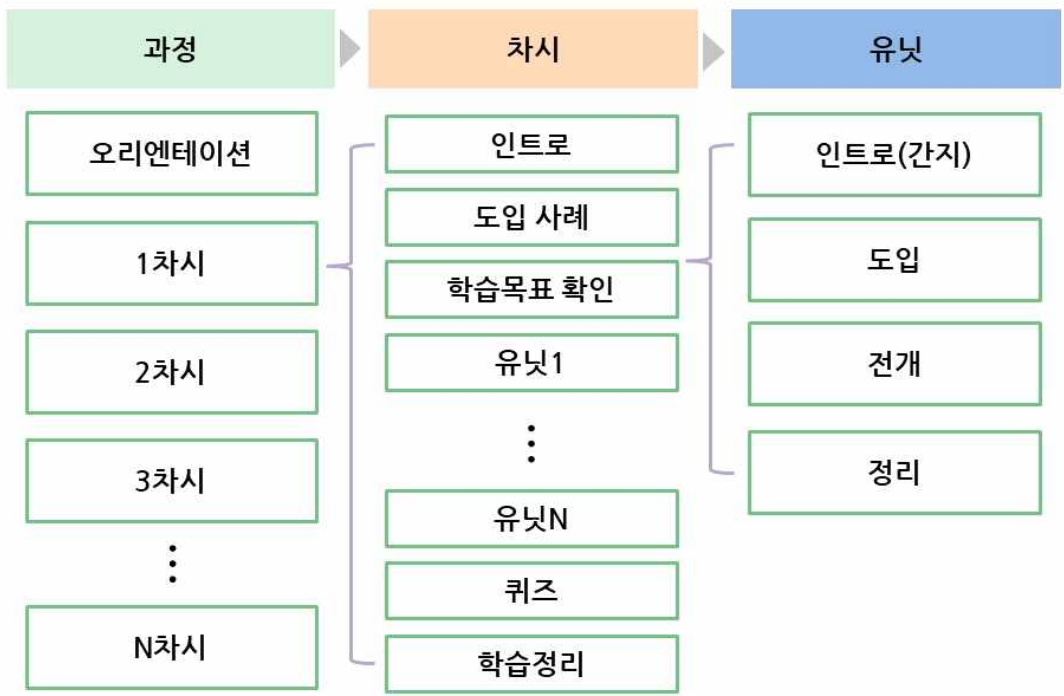 과정
차시
유닛
오리엔테이션
1차시
2차시
3차시
⋮
N차시
인트로
도입 사례
학습목표 확인
유닛1
⋮
유닛N
퀴즈
학습정리
인트로(간지)
도입
전개
정리